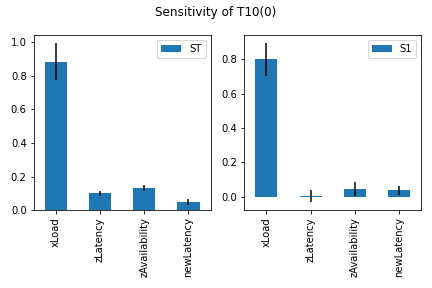 Sensitivity of T10(0)
ST
1.0
0.8
0.6
0.4
0.2
0.0
xLoad
zLatency
zAvailability
newLatency
S1
0.8
0.6
0.4
0.2
0.0
xLoad
zLatency
zAvailability
newLatency